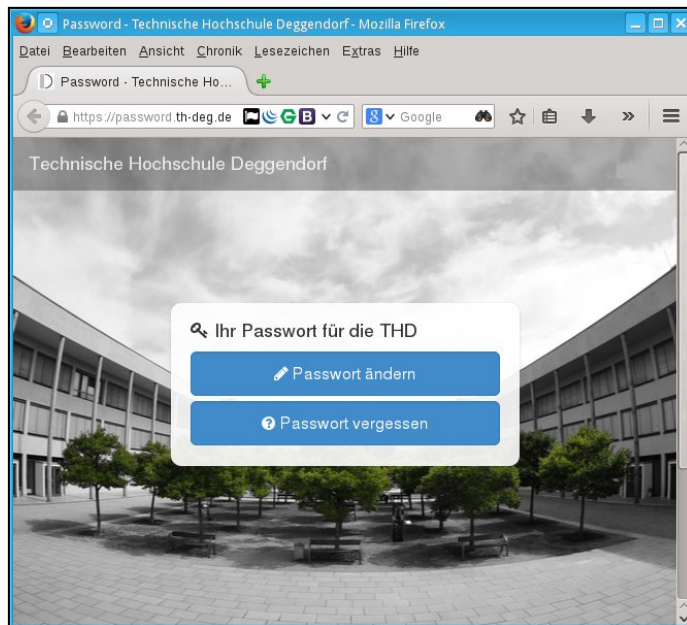 Password - Technische Hochschule Deggendorf - Mozilla Firefox
Datei Bearbeiten Ansicht Chronik Lesezeichen Extras Hilfe
Password - Technische Ho...
https://password.th-deg.de G B 8 Google
Technische Hochschule Deggendorf
Ihr Passwort für die THD
Passwort ändern
Passwort vergessen